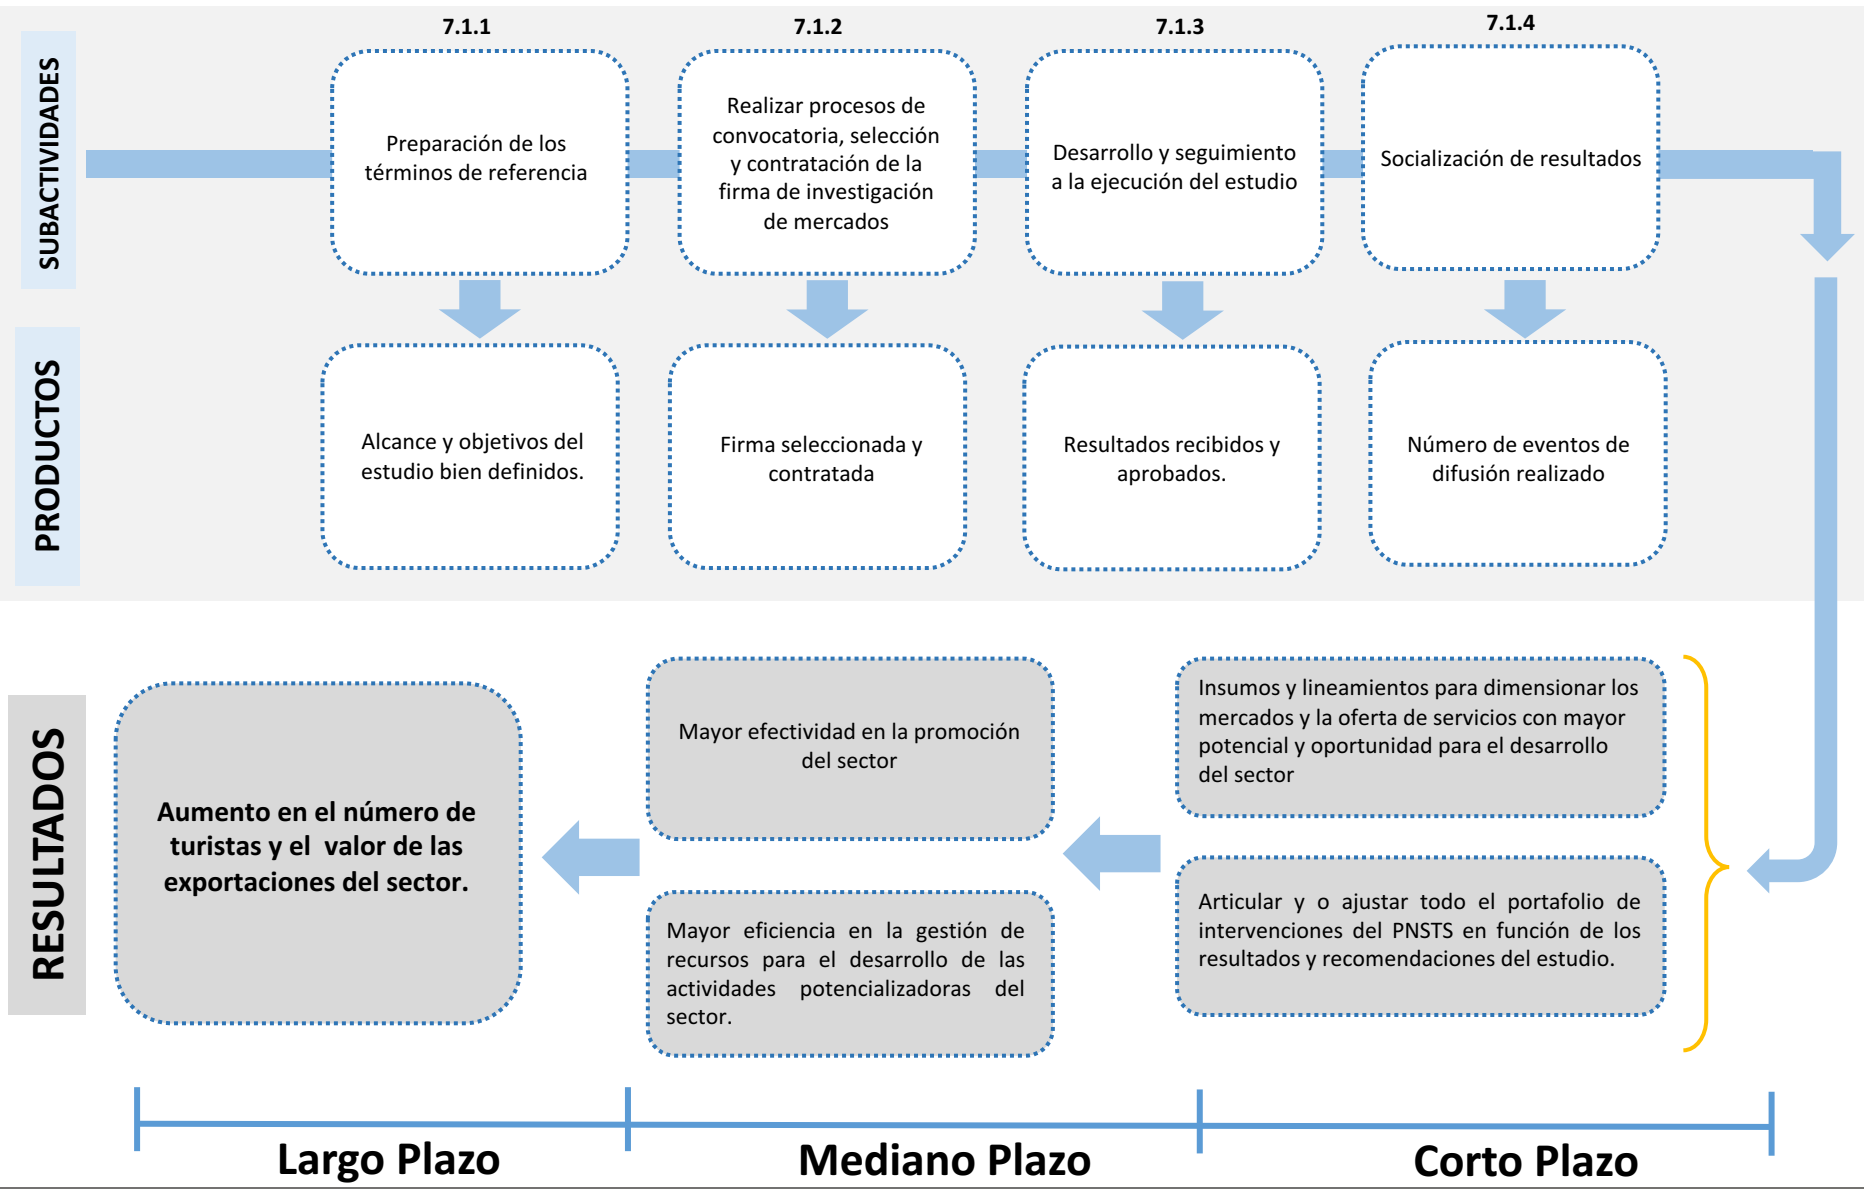 7.1.1
7.1.2
7.1.3
7.1.4
SUBACTIVIDADES
Preparación de los
términos de referencia
Realizar procesos de
convocatoria, selección
y contratación de la
firma de investigación
de mercados
Desarrollo y seguimiento
a la ejecución del estudio
Socialización de resultados
PRODUCTOS
Alcance y objetivos del
estudio bien definidos.
Firma seleccionada y
contratada
Resultados recibidos y
aprobados.
Número de eventos de
difusión realizado
RESULTADOS
Aumento en el número de
turistas y el valor de las
exportaciones del sector.
Mayor efectividad en la promoción
del sector
Mayor eficiencia en la gestión de
recursos para el desarrollo de las
actividades potencializadoras del
sector.
Insumos y lineamientos para dimensionar los
mercados y la oferta de servicios con mayor
potencial y oportunidad para el desarrollo
del sector
Articular y o ajustar todo el portafolio de
intervenciones del PNSTS en función de los
resultados y recomendaciones del estudio.
Largo Plazo
Mediano Plazo
Corto Plazo